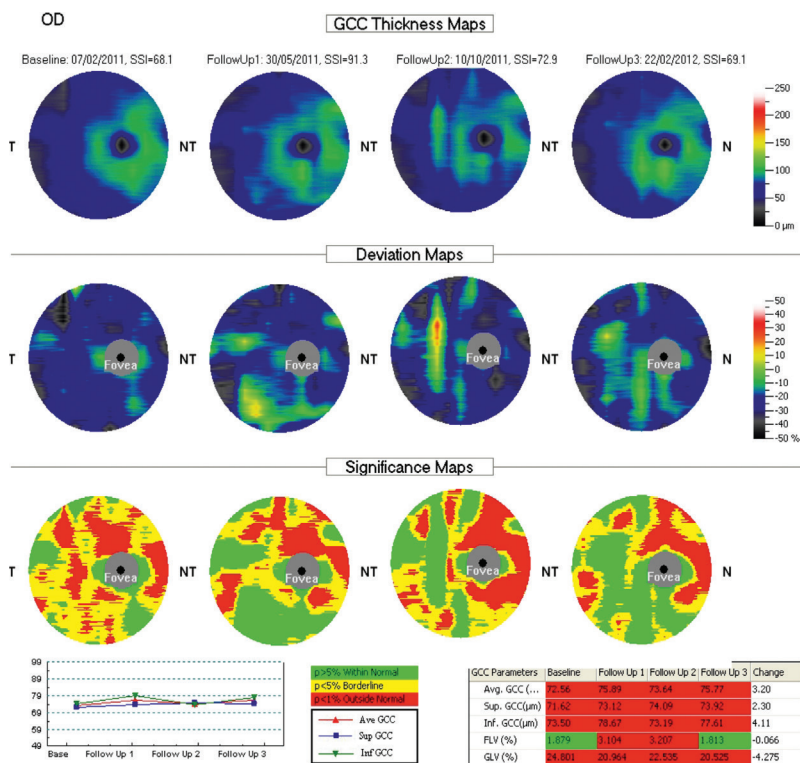 OD
GCC Thickness Maps
Baseline: 07/02/2011, SSI=68.1 FollowUp1: 30/05/2011, SSI=91.3 FollowUp2: 10/10/2011, SSI=72.9 FollowUp3: 22/02/2012, SSI=69.1
250
200
150
100
50
0 µm
T NT NT NT N
Deviation Maps
50
40
30
20
10
0
-10
-20
-30
-40
-50 %
T NT NT NT N
Fovea Fovea Fovea Fovea
Significance Maps
T NT NT NT N
Fovea Fovea Fovea Fovea
99
89
79
69
59
49
Base Follow Up 1 Follow Up 2 Follow Up 3
p>5% Within Normal
p<5% Borderline
p<1% Outside Normal
Ave GCC
Sup GCC
Inf GCC
GCC Parameters Baseline Follow Up 1 Follow Up 2 Follow Up 3 Change
Avg. GCC (... 72.56 75.89 73.64 75.77 3.20
Sup. GCC(µm) 71.62 73.12 74.09 73.92 2.30
Inf. GCC(µm) 73.50 78.67 73.19 77.61 4.11
FLV (%) 1.879 3.104 3.207 1.813 -0.066
GLV (%) 24.801 20.964 22.535 20.525 -4.275